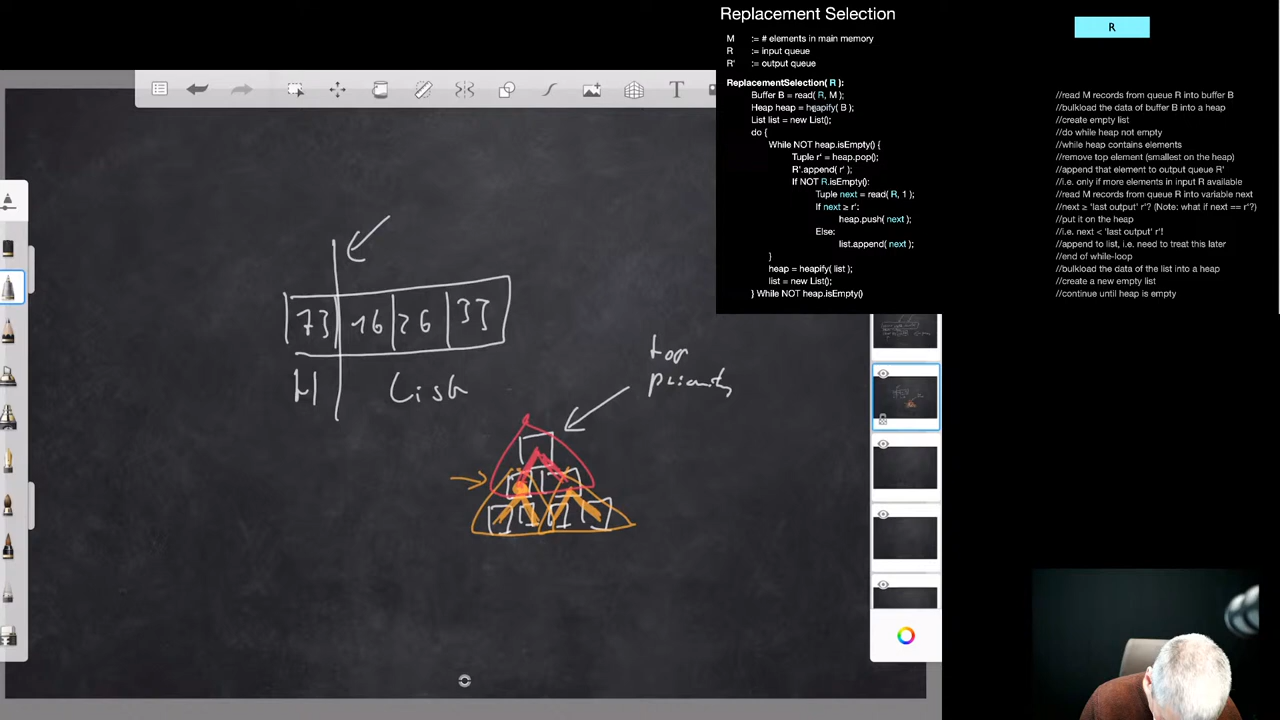 Replacement Selection
R
M := # elements in main memory
R := input queue
R' := output queue
ReplacementSelection( R ):
Buffer B = read( R, M ); //read M records from queue R into buffer B
Heap heap = heapify( B ); //bulkload the data of buffer B into a heap
List list = new List(); //create empty list
do { //do while heap not empty
While NOT heap.isEmpty() { //while heap contains elements
Tuple r' = heap.pop(); //remove top element (smallest on the heap)
R'.append( r' ); //append that element to output queue R'
If NOT R.isEmpty(): //i.e. only if more elements in input R available
Tuple next = read( R, 1 ); //read M records from queue R into variable next
If next ≥ r': //next ≥ 'last output' r'? (Note: what if next == r'?)
heap.push( next ); //put it on the heap
Else: //i.e. next < 'last output' r'!
list.append( next ); //append to list, i.e. need to treat this later
} //end of while-loop
heap = heapify( list ); //bulkload the data of the list into a heap
list = new List(); //create a new empty list
} While NOT heap.isEmpty() //continue until heap is empty
T
73 16 26 33
H List
top
priority